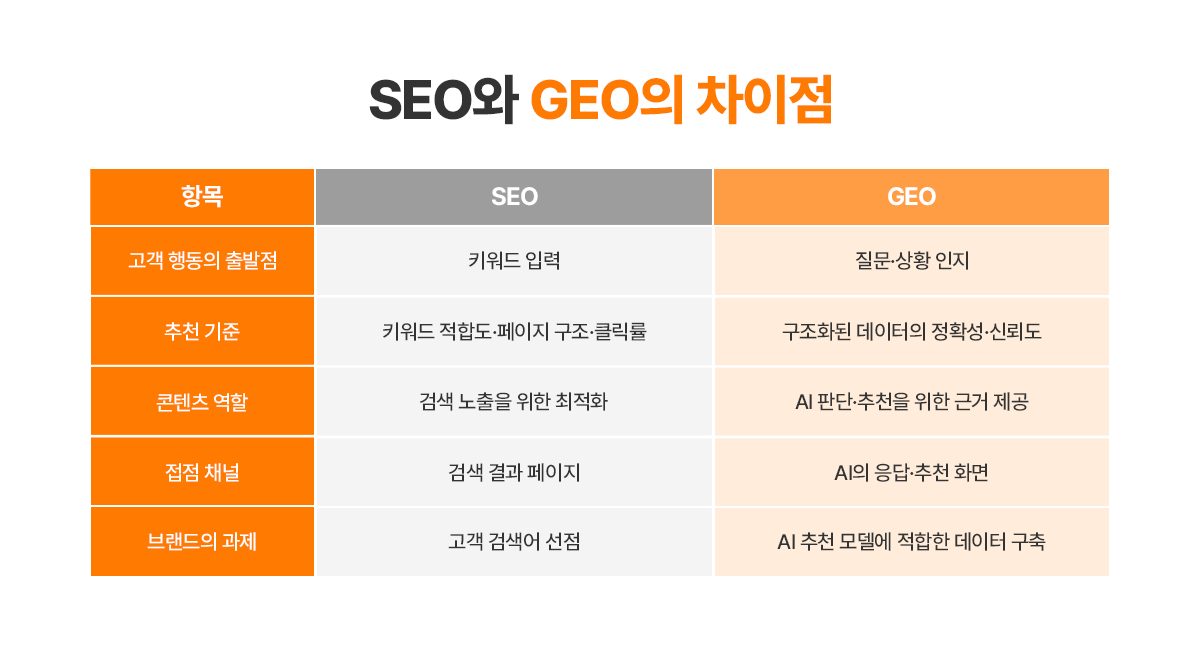 SEO와 GEO의 차이점
항목 SEO GEO
고객 행동의 출발점 키워드 입력 질문·상황 인지
추천 기준 키워드 적합도·페이지 구조·클릭률 구조화된 데이터의 정확성·신뢰도
콘텐츠 역할 검색 노출을 위한 최적화 AI 판단·추천을 위한 근거 제공
접점 채널 검색 결과 페이지 AI의 응답·추천 화면
브랜드의 과제 고객 검색어 선점 AI 추천 모델에 적합한 데이터 구축